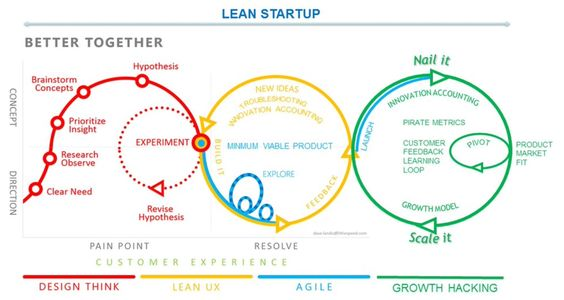 LEAN STARTUP
BETTER TOGETHER
CONCEPT
DIRECTION
Hypothesis
Brainstorm
Concepts
Prioritize
Insight
Research
Observe
Clear Need
EXPERIMENT
Revise
Hypothesis
BUILD IT
NEW IDEAS
TROUBLESHOOTING
INNOVATION ACCOUNTING
MINIMUM VIABLE PRODUCT
EXPLORE
FEEDBACK
LAUNCH
Nail it
INNOVATION ACCOUNTING
PIRATE METRICS
CUSTOMER
FEEDBACK
LEARNING
LOOP
PIVOT
PRODUCT
MARKET
FIT
GROWTH MODEL
Scale it
PAIN POINT
RESOLVE
CUSTOMER EXPERIENCE
DESIGN THINK
LEAN UX
AGILE
GROWTH HACKING